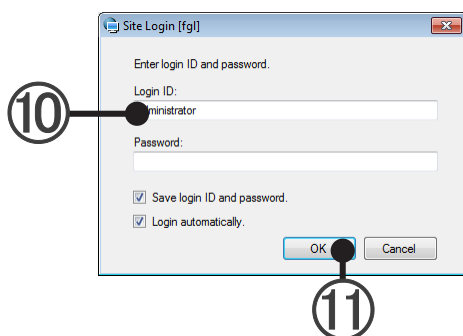 Site Login [fgl]
Enter login ID and password.
Login ID:
⑩
ministrator
Password:
Save login ID and password.
Login automatically.
OK
Cancel
⑪